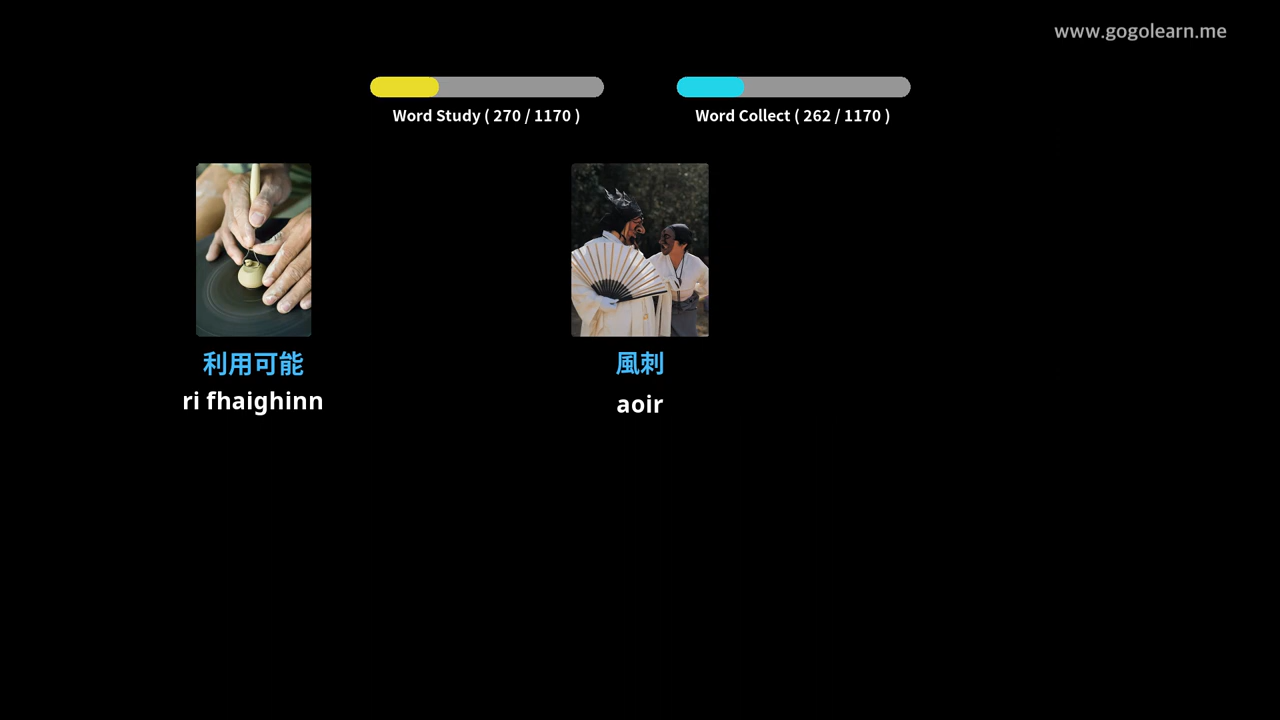 www.gogolearn.me
Word Study ( 270 / 1170 )
Word Collect ( 262 / 1170 )
利用可能
ri fhaighinn
風刺
aoir